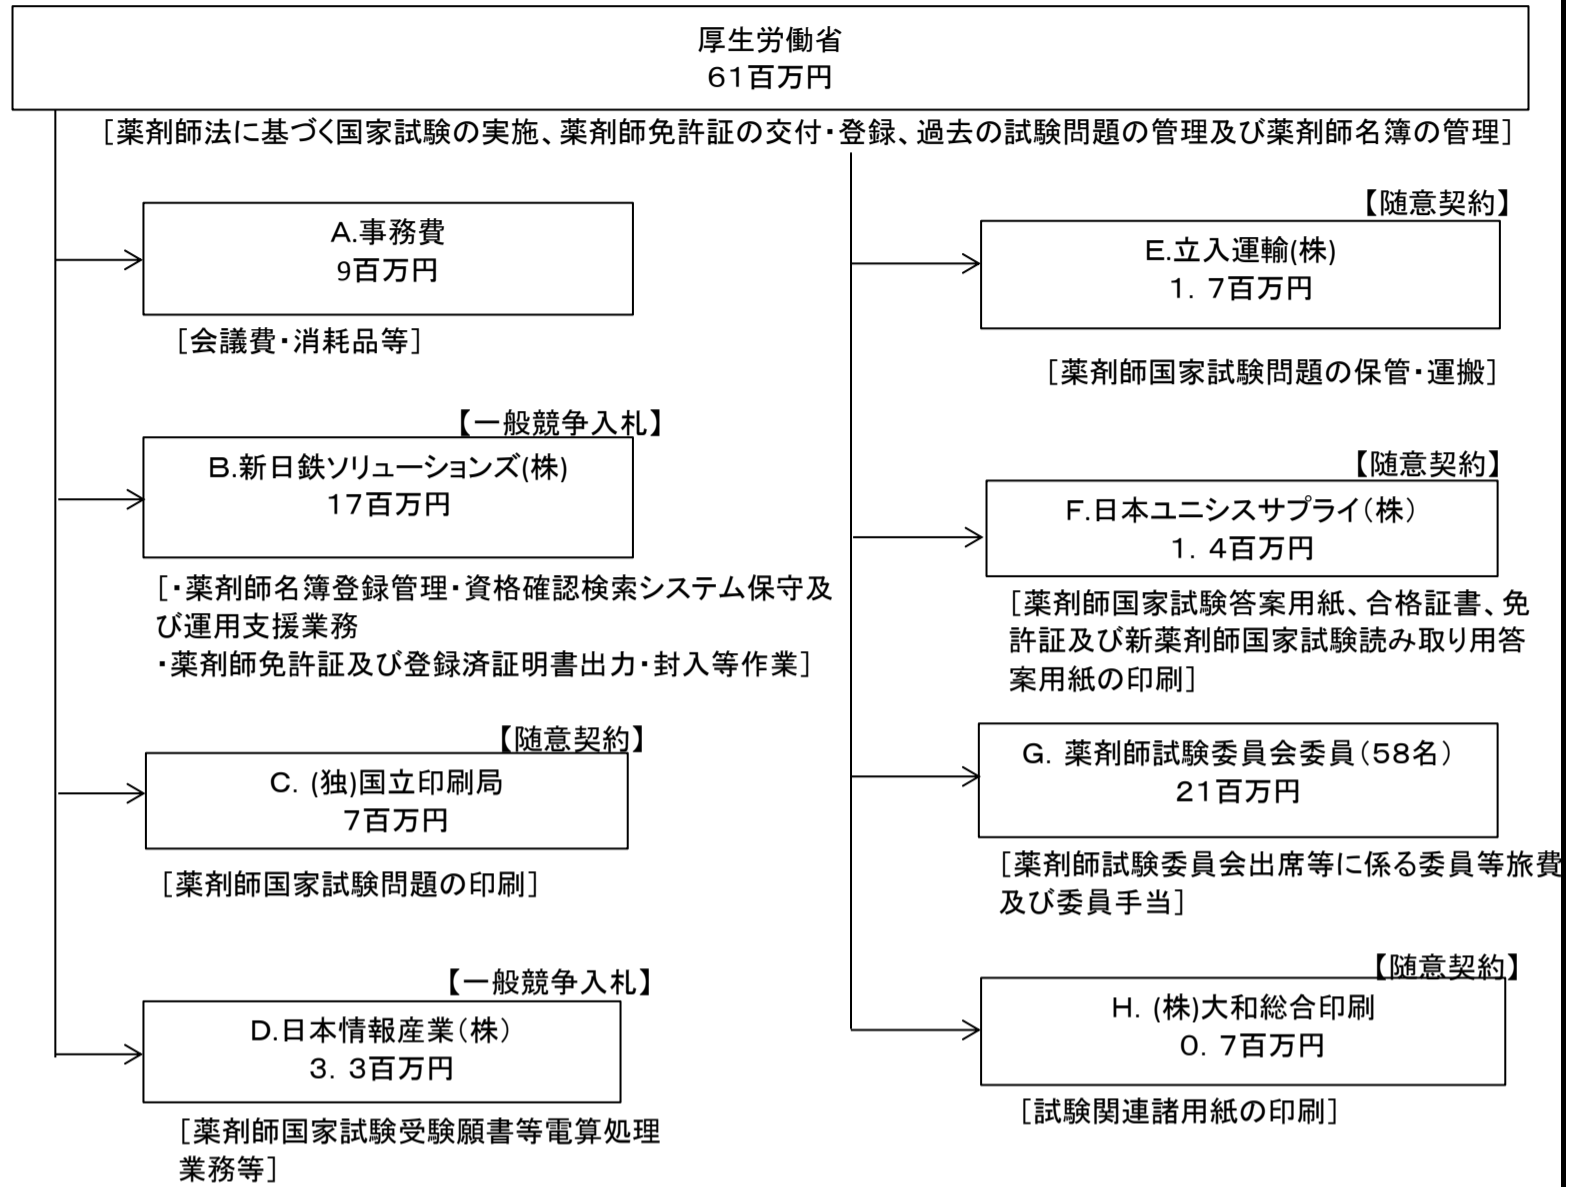 厚生労働省
61百万円
[薬剤師法に基づく国家試験の実施、薬剤師免許証の交付・登録、過去の試験問題の管理及び薬剤師名簿の管理]
A.事務費
9百万円
[会議費・消耗品等]
【一般競争入札】
B.新日鉄ソリューションズ(株)
17百万円
[・薬剤師名簿登録管理・資格確認検索システム保守及
び運用支援業務
・薬剤師免許証及び登録済証明書出力・封入等作業]
【随意契約】
C. (独)国立印刷局
7百万円
[薬剤師国家試験問題の印刷]
【一般競争入札】
D.日本情報産業(株)
3.3百万円
[薬剤師国家試験受験願書等電算処理
業務等]
【随意契約】
E.立入運輸(株)
1.7百万円
[薬剤師国家試験問題の保管・運搬]
【随意契約】
F.日本ユニシスサプライ(株)
1.4百万円
[薬剤師国家試験答案用紙、合格証書、免
許証及び新薬剤師国家試験読み取り用答
案用紙の印刷]
G. 薬剤師試験委員会委員(58名)
21百万円
[薬剤師試験委員会出席等に係る委員等旅費
及び委員手当]
【随意契約】
H. (株)大和総合印刷
0.7百万円
[試験関連諸用紙の印刷]